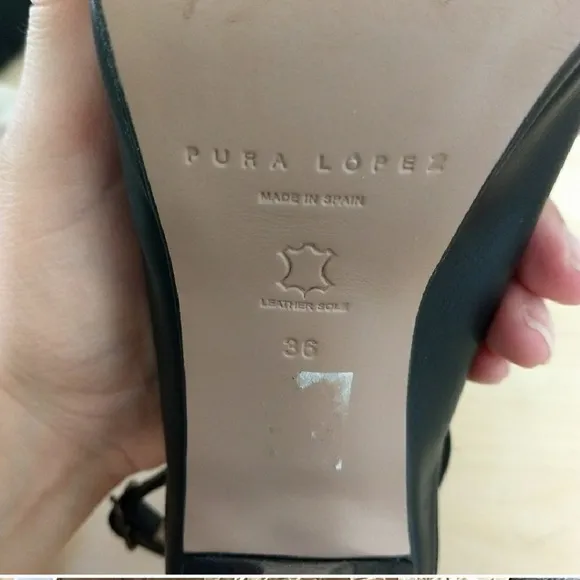 PURA LÓPEZ
MADE IN SPAIN
LEATHER SOLE
36